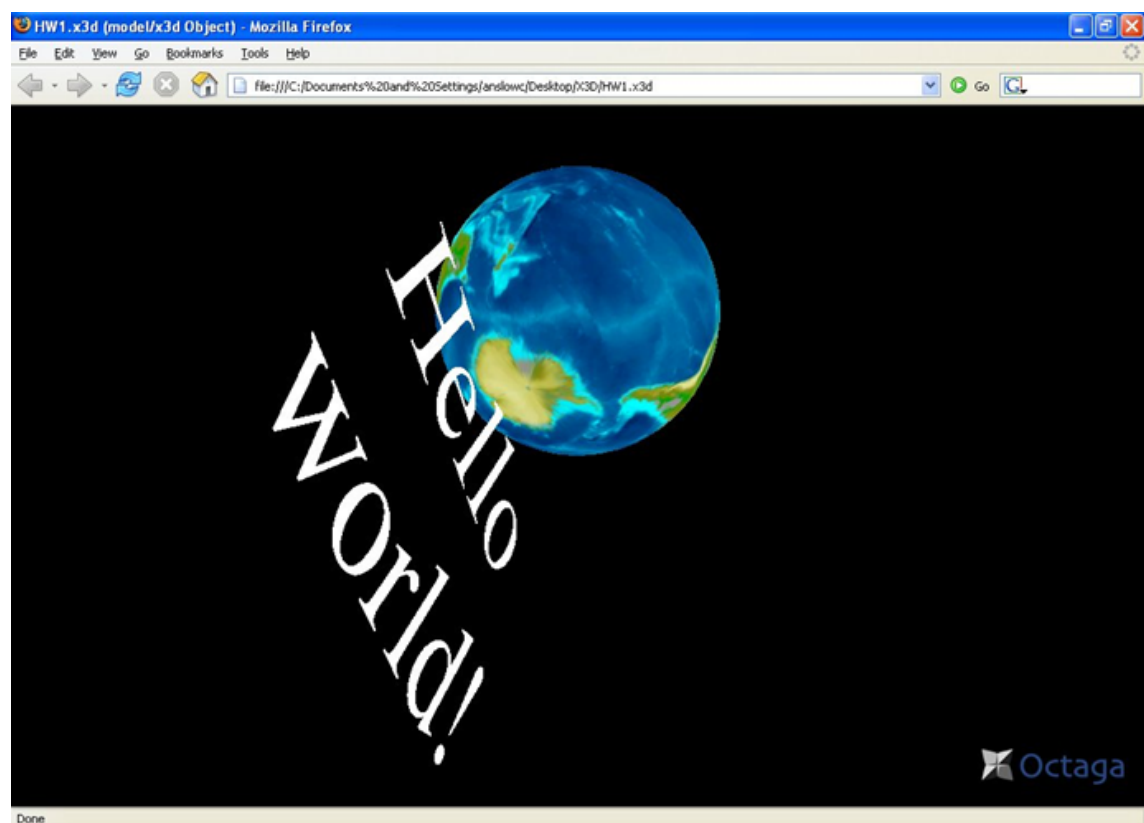 HW1.x3d (model/x3d Object) - Mozilla Firefox
File Edit View Go Bookmarks Tools Help
file:///C:/Documents%20and%20Settings/anslowc/Desktop/X3D/HW1.x3d Go G
Hello
World!
Octaga
Done